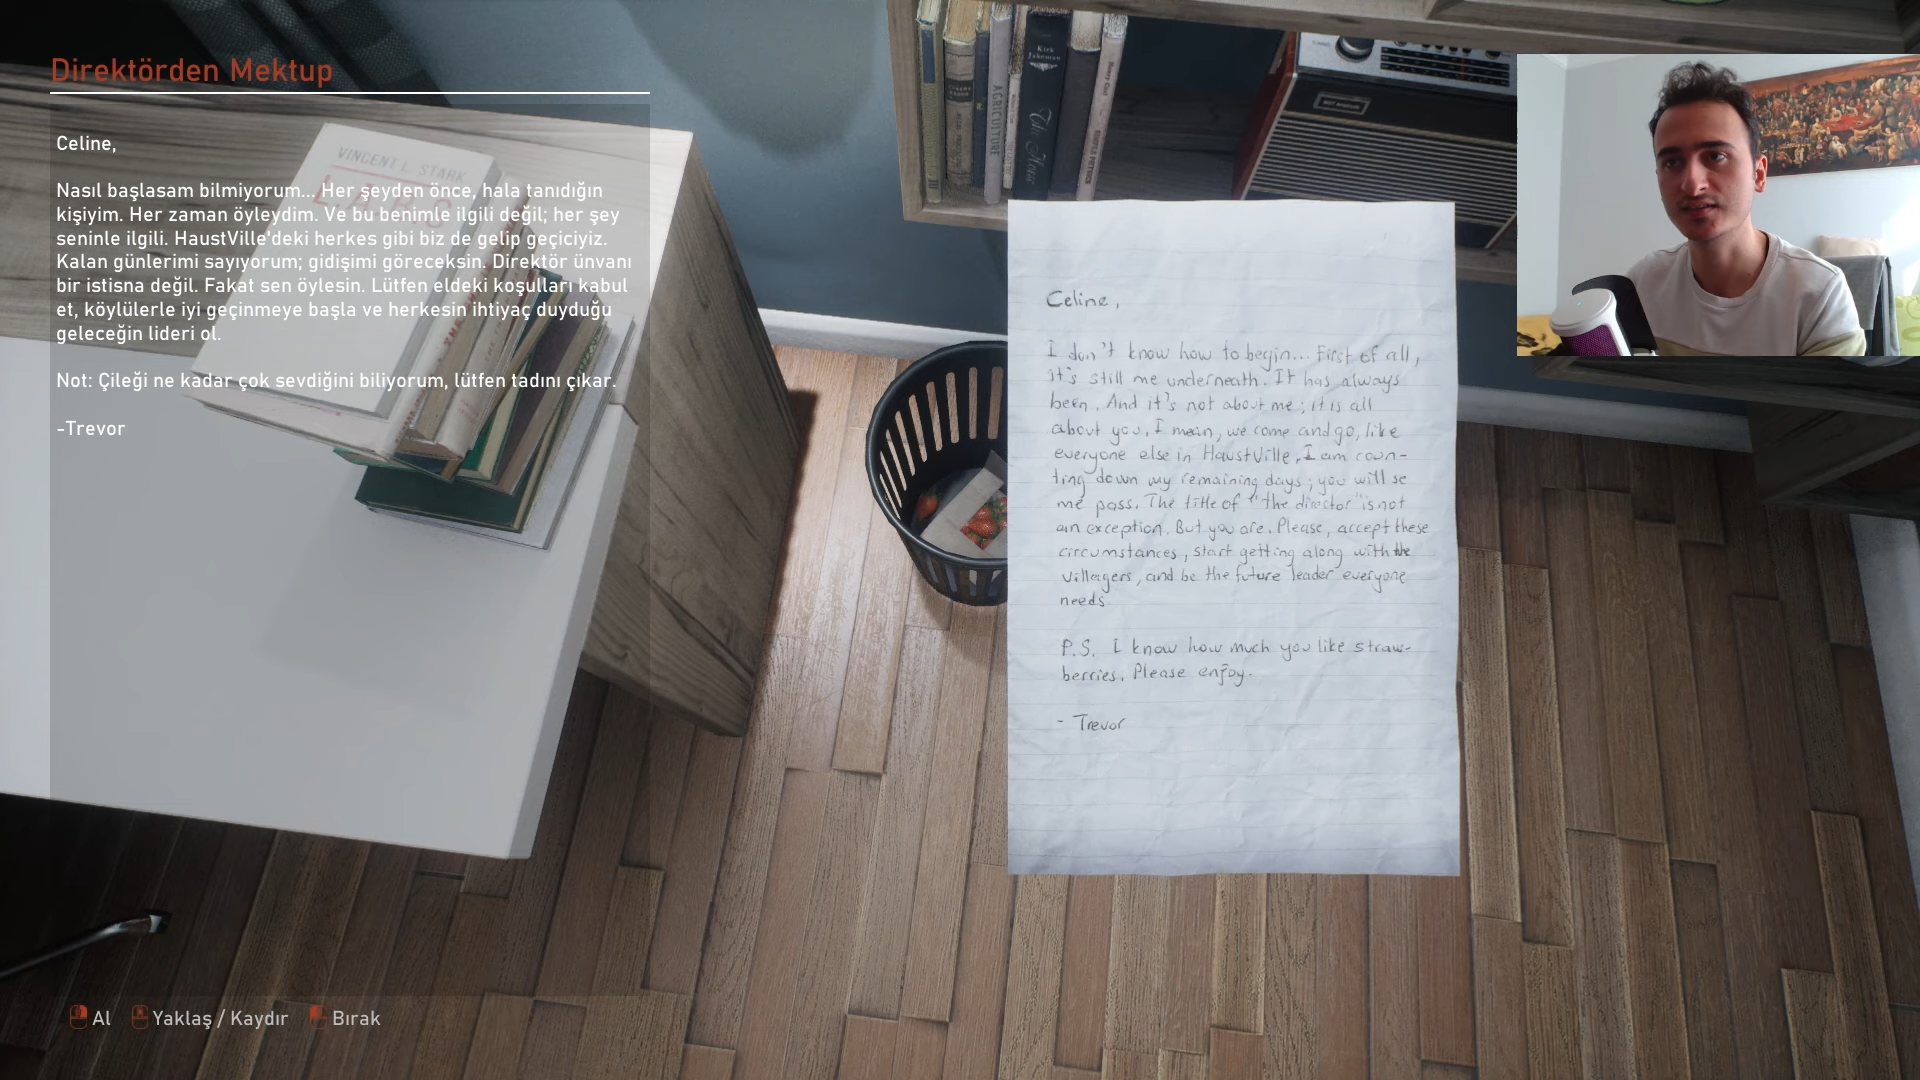 Direktörden Mektup
Celine,
Nasıl başlasam bilmiyorum... Her şeyden önce, hala tanıdığın
kişiyim. Her zaman öyleydim. Ve bu benimle ilgili değil; her şey
seninle ilgili. HaustVille'deki herkes gibi biz de gelip geçiciyiz.
Kalan günlerimi sayıyorum; gidişimi göreceksin. Direktör ünvanı
bir istisna değil. Fakat sen öylesin. Lütfen eldeki koşulları kabul
et, köylülerle iyi geçinmeye başla ve herkesin ihtiyaç duyduğu
geleceğin lideri ol.
Not: Çileği ne kadar çok sevdiğini biliyorum, lütfen tadını çıkar.
-Trevor
VINCENT L. STARK
AGRICULTURE
Celine,
I don't know how to begin... First of all,
it's still me underneath. It has always
been. And it's not about me; it is all
about you. I mean, we come and go, like
everyone else in HaustVille. I am coun-
ting down my remaining days; you will se
me pass. The title of "the director" is not
an exception. But you are. Please, accept these
circumstances, start getting along with the
villagers, and be the future leader everyone
needs.
P.S. I know how much you like straw-
berries. Please enjoy.
- Trevor
Al
Yaklaş / Kaydır
Bırak